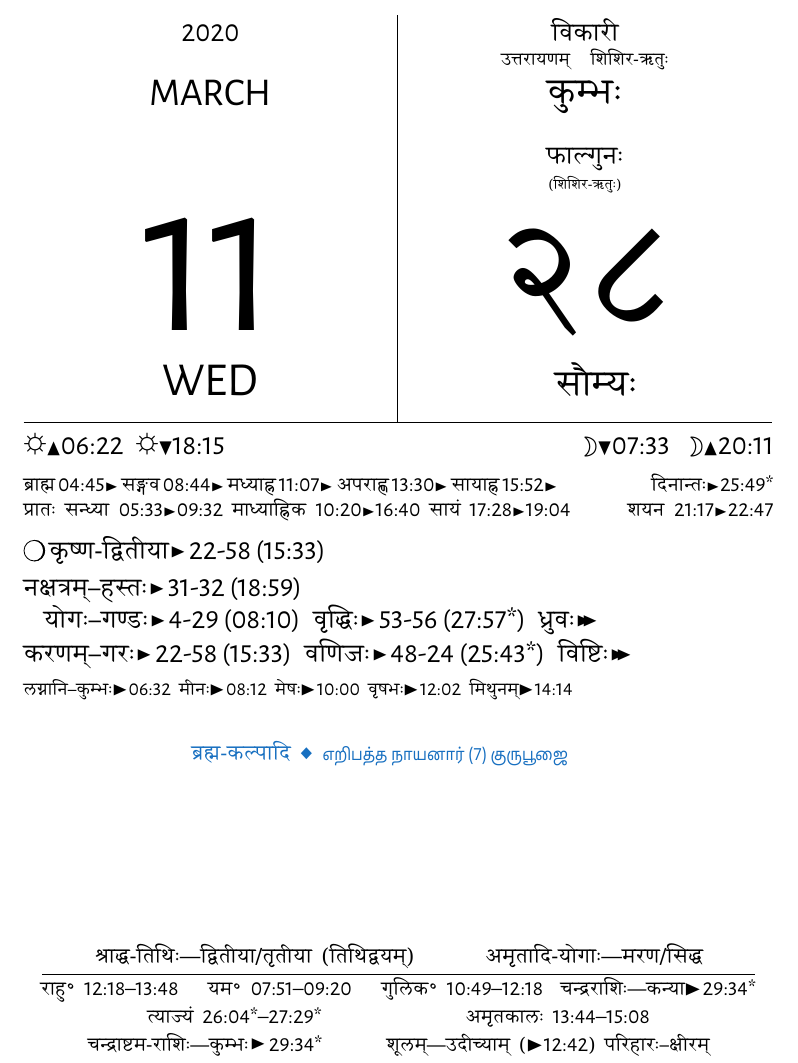 2020
MARCH
11
WED
विकारी
उत्तरायणम् शिशिर-ऋतुः
कुम्भः
फाल्गुनः
(शिशिर-ऋतुः)
२८
सौम्यः
☼▲06:22 ☼▼18:15 ☽▼07:33 ☽▲20:11
ब्राह्म 04:45► सङ्गव 08:44► मध्याह्न 11:07► अपराह्ण 13:30► सायाह्न 15:52► दिनान्तः►25:49*
प्रातः सन्ध्या 05:33►09:32 माध्याह्निक 10:20►16:40 सायं 17:28►19:04 शयन 21:17►22:47
❍कृष्ण-द्वितीया► 22-58 (15:33)
नक्षत्रम्–हस्तः► 31-32 (18:59)
योगः–गण्डः► 4-29 (08:10) वृद्धिः► 53-56 (27:57*) ध्रुवः►►
करणम्–गरः► 22-58 (15:33) वणिजः► 48-24 (25:43*) विष्टिः►►
लग्नानि–कुम्भः►06:32 मीनः►08:12 मेषः►10:00 वृषभः►12:02 मिथुनम्►14:14
ब्रह्म-कल्पादि ◆ எறிபத்த நாயனார் (7) குருபூஜை
श्राद्ध-तिथिः—द्वितीया/तृतीया (तिथिद्वयम्) अमृतादि-योगाः—मरण/सिद्ध
राहु॰ 12:18–13:48 यम॰ 07:51–09:20 गुलिक॰ 10:49–12:18 चन्द्रराशिः—कन्या►29:34*
त्याज्यं 26:04*–27:29* अमृतकालः 13:44–15:08
चन्द्राष्टम-राशिः—कुम्भः► 29:34* शूलम्—उदीच्याम् (►12:42) परिहारः–क्षीरम्